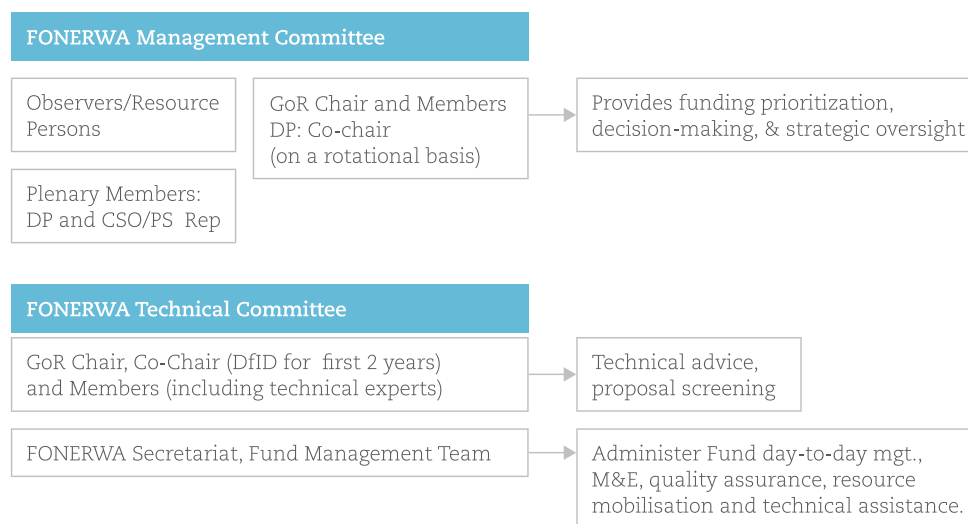 FONERWA Management Committee
Observers/Resource
Persons
GoR Chair and Members
DP: Co-chair
(on a rotational basis)
Provides funding prioritization,
decision-making, & strategic oversight
Plenary Members:
DP and CSO/PS Rep
FONERWA Technical Committee
GoR Chair, Co-Chair (DfID for first 2 years)
and Members (including technical experts)
Technical advice,
proposal screening
FONERWA Secretariat, Fund Management Team
Administer Fund day-to-day mgt.,
M&E, quality assurance, resource
mobilisation and technical assistance.